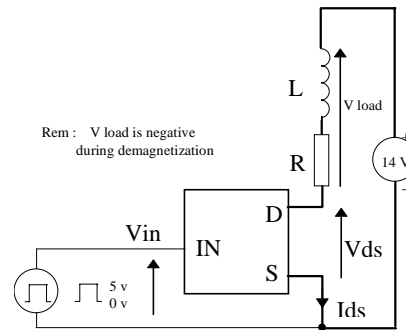 L
V load
Rem : V load is negative
during demagnetization
R
14 V
D
Vin
IN
Vds
S
5 v
0 v
Ids